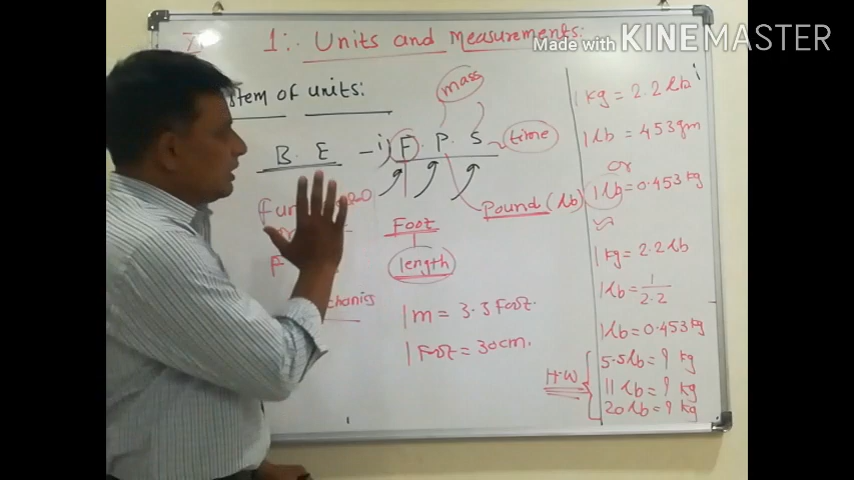 1:. Units and Measurements:
Made with KINEMASTER
stem of units:
mass
B. E – i) F. P. S
time
Foot
Pound (lb)
length
chanics
1m = 3.3 Foot.
1 Foot = 30cm.
1 kg = 2.2 lb
1 lb = 453 gm
or
1 lb = 0.453 kg
1 kg = 2.2 lb
1 lb = 1/2.2
1 lb = 0.453 kg
H.W
5.5 lb = ? kg
11 lb = ? kg
20 lb = ? kg